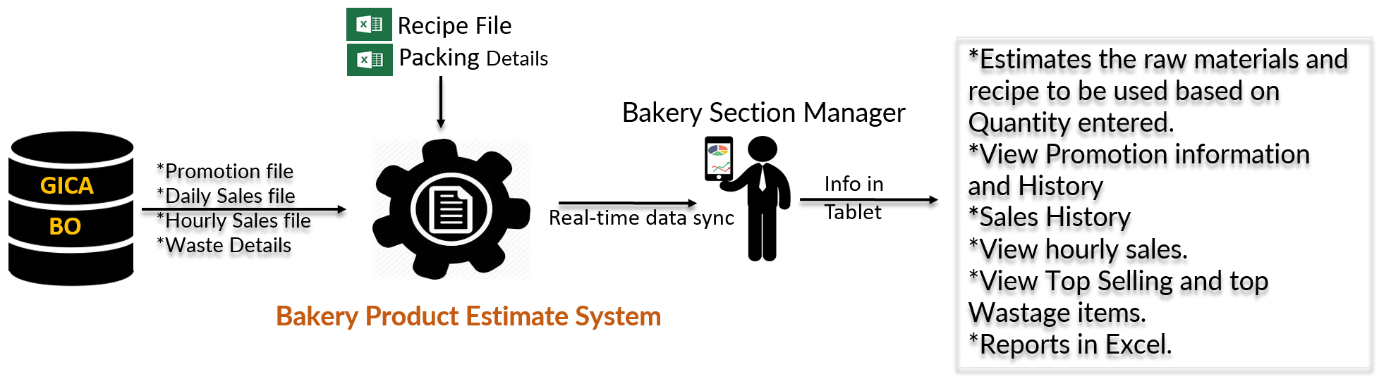 Recipe File
Packing Details
GICA
BO
*Promotion file
*Daily Sales file
*Hourly Sales file
*Waste Details
Bakery Product Estimate System
Real-time data sync
Bakery Section Manager
Info in
Tablet
*Estimates the raw materials and
recipe to be used based on
Quantity entered.
*View Promotion information
and History
*Sales History
*View hourly sales.
*View Top Selling and top
Wastage items.
*Reports in Excel.